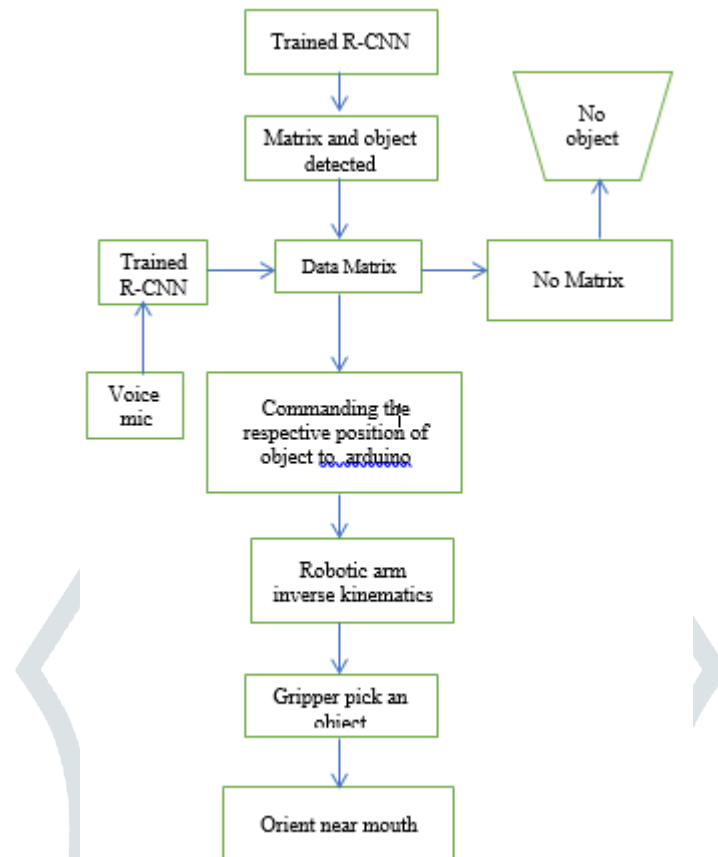 Trained R-CNN
Matrix and object
detected
No
object
Trained
R-CNN
Data Matrix
No Matrix
Voice
mic
Commanding the
respective position of
object to arduino
Robotic arm
inverse kinematics
Gripper pick an
object
Orient near mouth